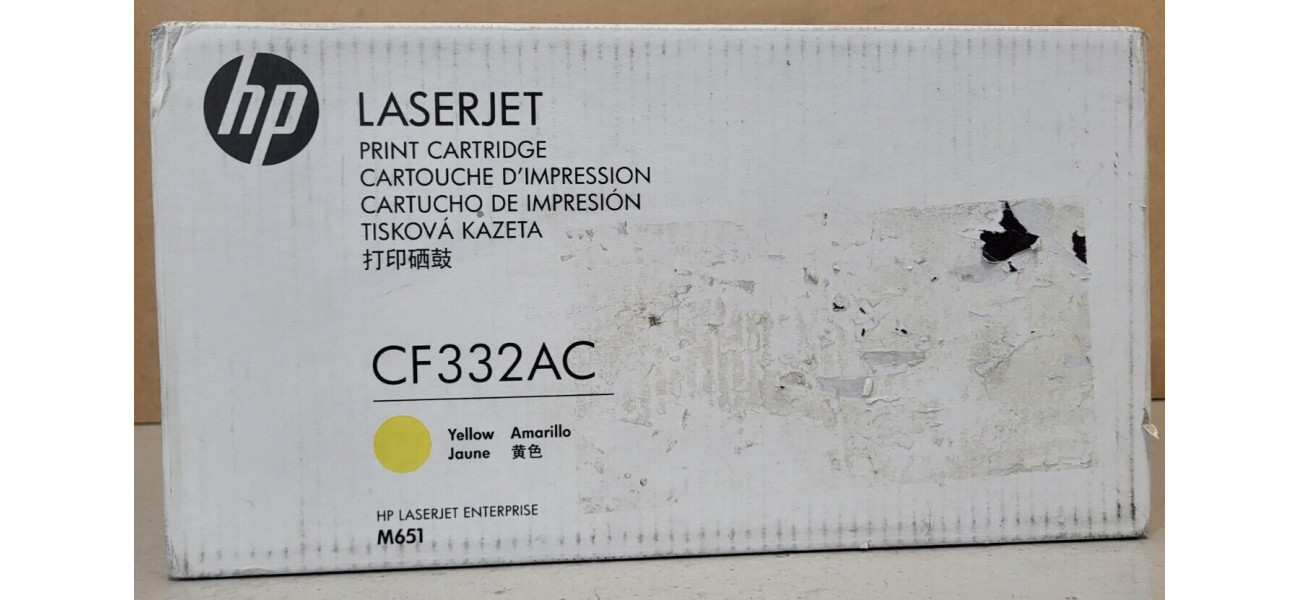 hp
LASERJET
PRINT CARTRIDGE
CARTOUCHE D'IMPRESSION
CARTUCHO DE IMPRESIÓN
TISKOVÁ KAZETA
打印硒鼓
CF332AC
Yellow Amarillo
Jaune 黄色
HP LASERJET ENTERPRISE
M651